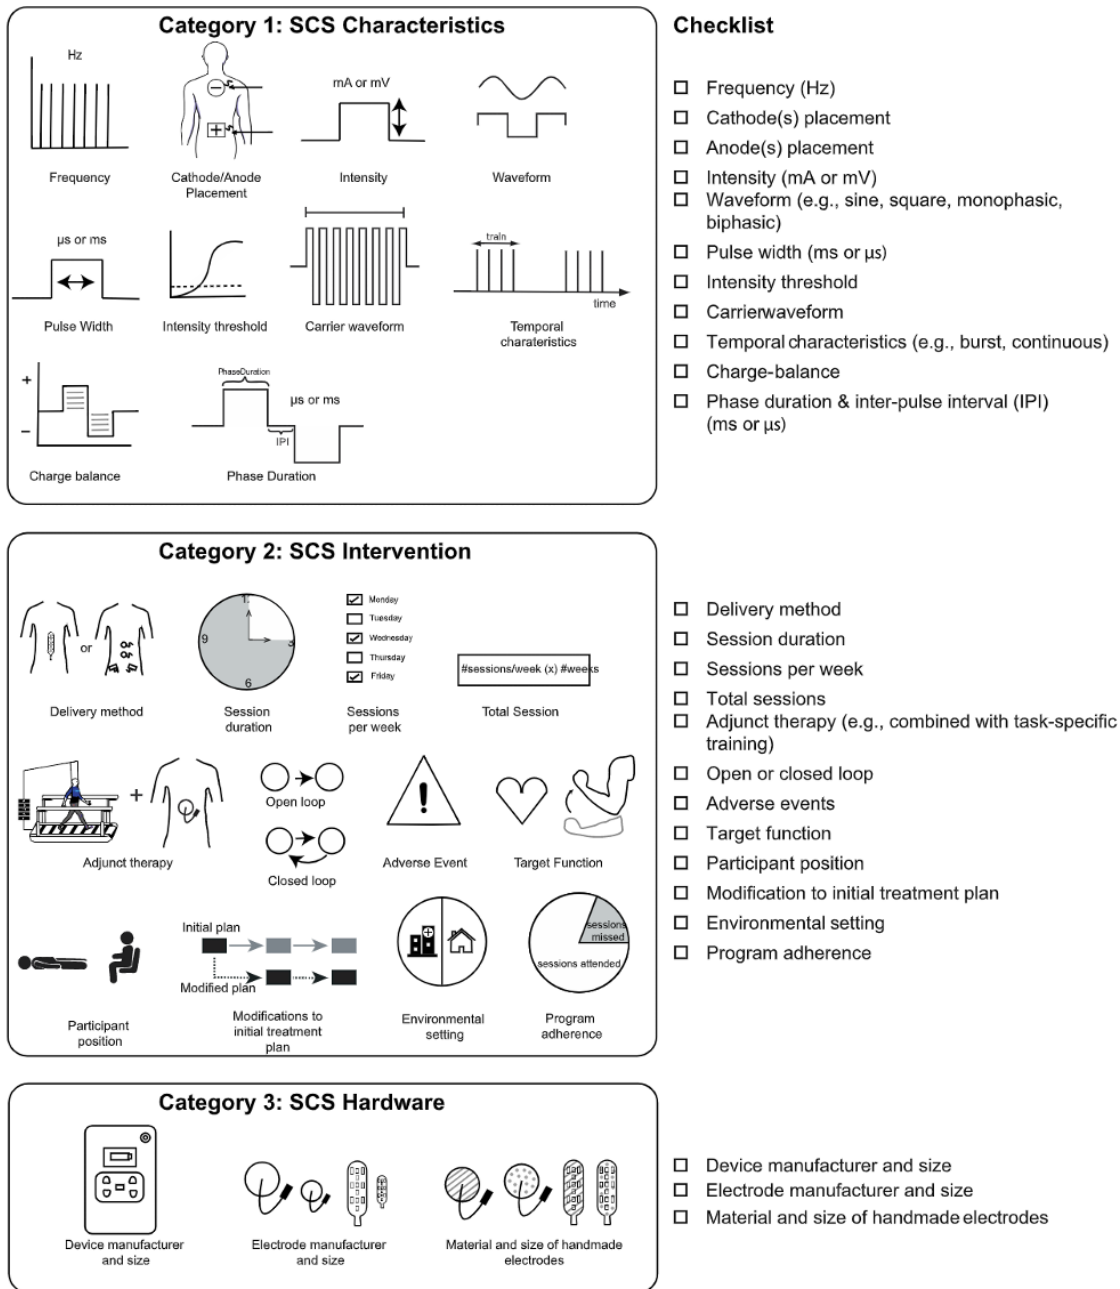 Category 1: SCS Characteristics
Hz
Frequency
Cathode/Anode
Placement
mA or mV
Intensity
Waveform
μs or ms
Pulse Width
Intensity threshold
Carrier waveform
train
time
Temporal
charateristics
+
−
Charge balance
PhaseDuration
μs or ms
IPI
Phase Duration
Checklist
Frequency (Hz)
Cathode(s) placement
Anode(s) placement
Intensity (mA or mV)
Waveform (e.g., sine, square, monophasic,
biphasic)
Pulse width (ms or μs)
Intensity threshold
Carrierwaveform
Temporal characteristics (e.g., burst, continuous)
Charge-balance
Phase duration & inter-pulse interval (IPI)
(ms or μs)
Category 2: SCS Intervention
or
Delivery method
9
3
6
Session
duration
Monday
Tuesday
Wednesday
Thursday
Friday
Sessions
per week
#sessions/week (x) #weeks
Total Session
+
Adjunct therapy
Open loop
Closed loop
!
Adverse Event
Target Function
Participant
position
Initial plan
Modified plan
Modifications to
initial treatment
plan
Environmental
setting
sessions
missed
sessions attended
Program
adherence
Delivery method
Session duration
Sessions per week
Total sessions
Adjunct therapy (e.g., combined with task-specific
training)
Open or closed loop
Adverse events
Target function
Participant position
Modification to initial treatment plan
Environmental setting
Program adherence
Category 3: SCS Hardware
Device manufacturer
and size
Electrode manufacturer
and size
Material and size of handmade
electrodes
Device manufacturer and size
Electrode manufacturer and size
Material and size of handmade electrodes